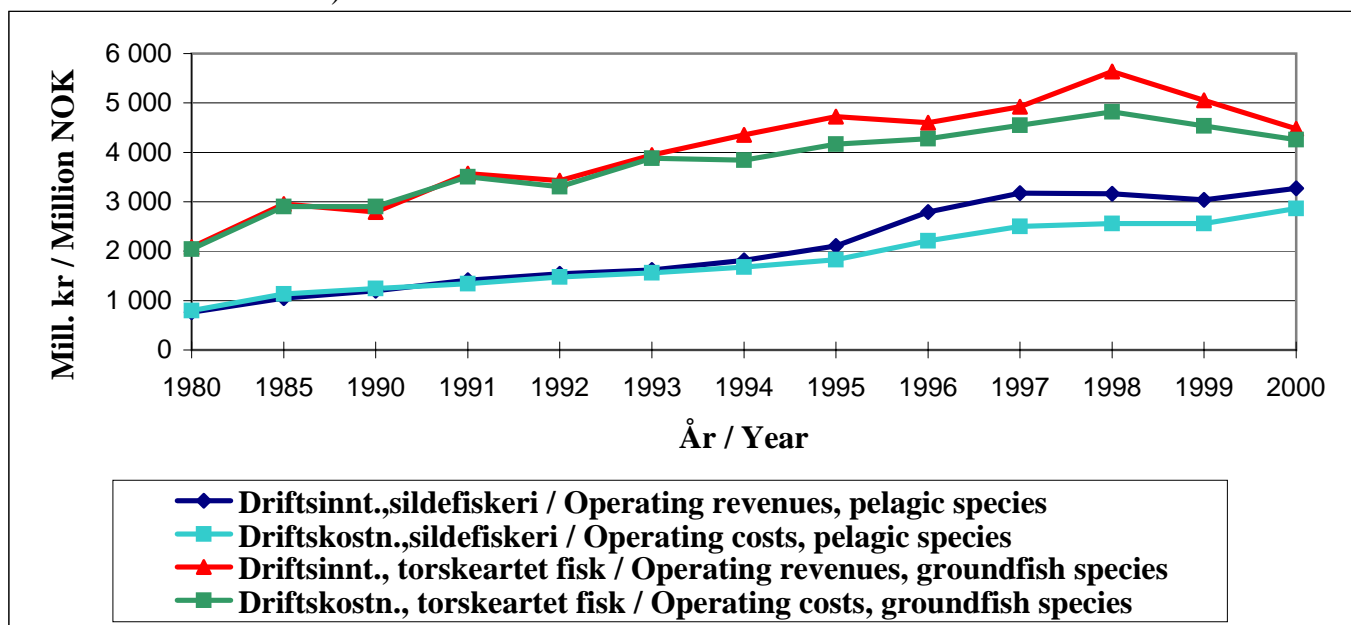 6 000
5 000
4 000
3 000
2 000
1 000
0
Mill. kr / Million NOK
1980 1985 1990 1991 1992 1993 1994 1995 1996 1997 1998 1999 2000
År / Year
Driftsinnt.,sildefiskeri / Operating revenues, pelagic species
Driftskostn.,sildefiskeri / Operating costs, pelagic species
Driftsinnt., torskeartet fisk / Operating revenues, groundfish species
Driftskostn., torskeartet fisk / Operating costs, groundfish species